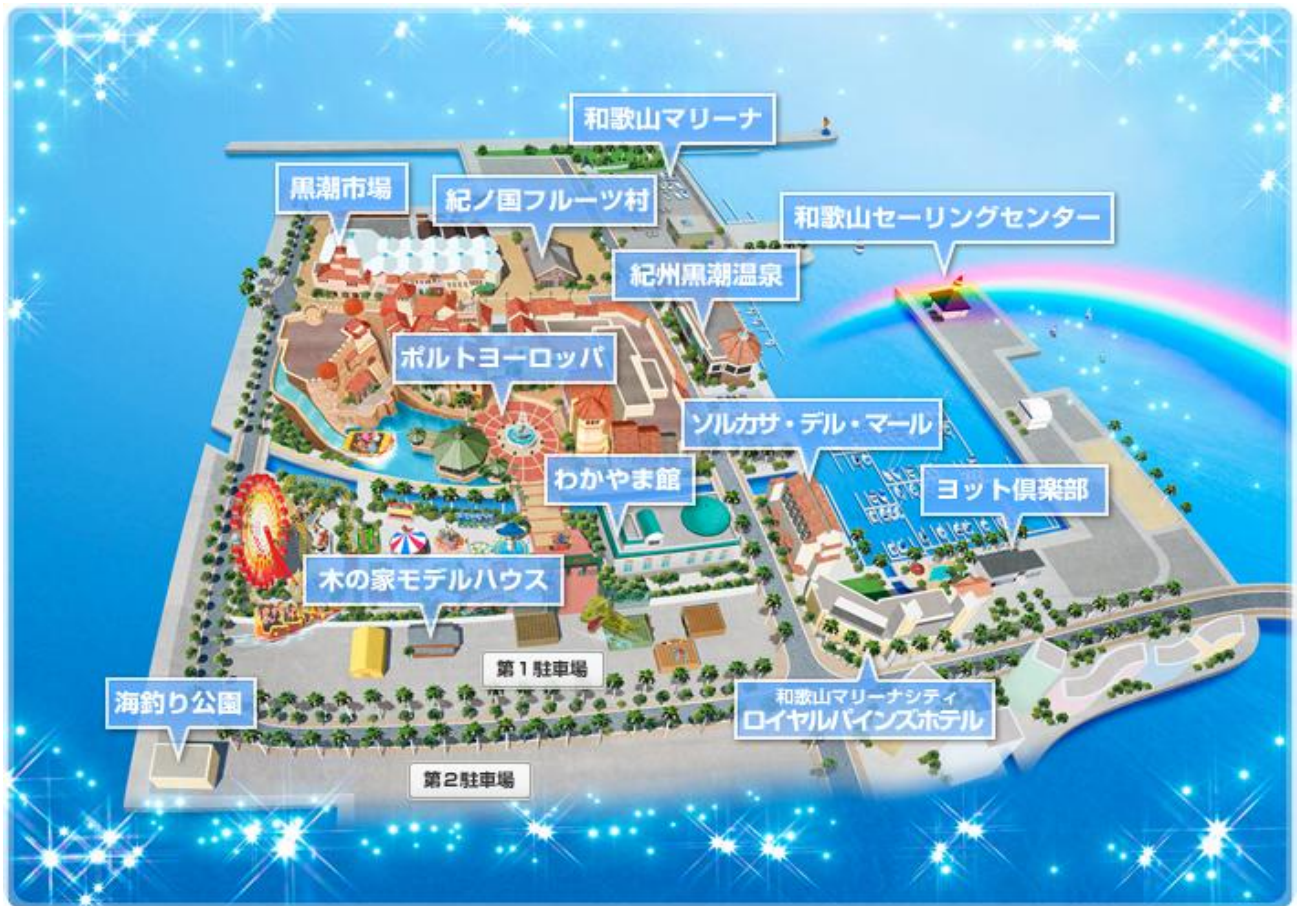 和歌山マリーナ
黒潮市場
紀ノ国フルーツ村
和歌山セーリングセンター
紀州黒潮温泉
ポルトヨーロッパ
ソルカサ・デル・マール
わかやま館
ヨット倶楽部
木の家モデルハウス
第1駐車場
海釣り公園
和歌山マリーナシティ
ロイヤルパインズホテル
第2駐車場